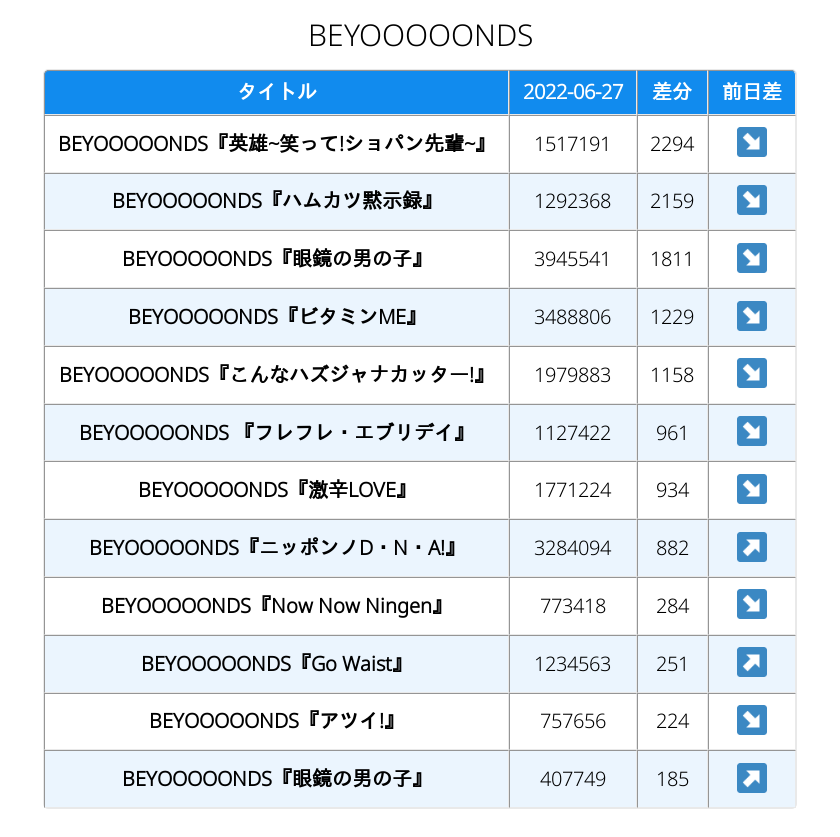 BEYOOOOONDS
タイトル 2022-06-27 差分 前日差
BEYOOOOONDS『英雄~笑って!ショパン先輩~』 1517191 2294 ↘
BEYOOOOONDS『ハムカツ黙示録』 1292368 2159 ↘
BEYOOOOONDS『眼鏡の男の子』 3945541 1811 ↘
BEYOOOOONDS『ビタミンME』 3488806 1229 ↘
BEYOOOOONDS『こんなハズジャナカッター!』 1979883 1158 ↘
BEYOOOOONDS 『フレフレ・エブリデイ』 1127422 961 ↘
BEYOOOOONDS『激辛LOVE』 1771224 934 ↘
BEYOOOOONDS『ニッポンノD・N・A!』 3284094 882 ↗
BEYOOOOONDS『Now Now Ningen』 773418 284 ↘
BEYOOOOONDS『Go Waist』 1234563 251 ↗
BEYOOOOONDS『アツイ!』 757656 224 ↘
BEYOOOOONDS『眼鏡の男の子』 407749 185 ↗